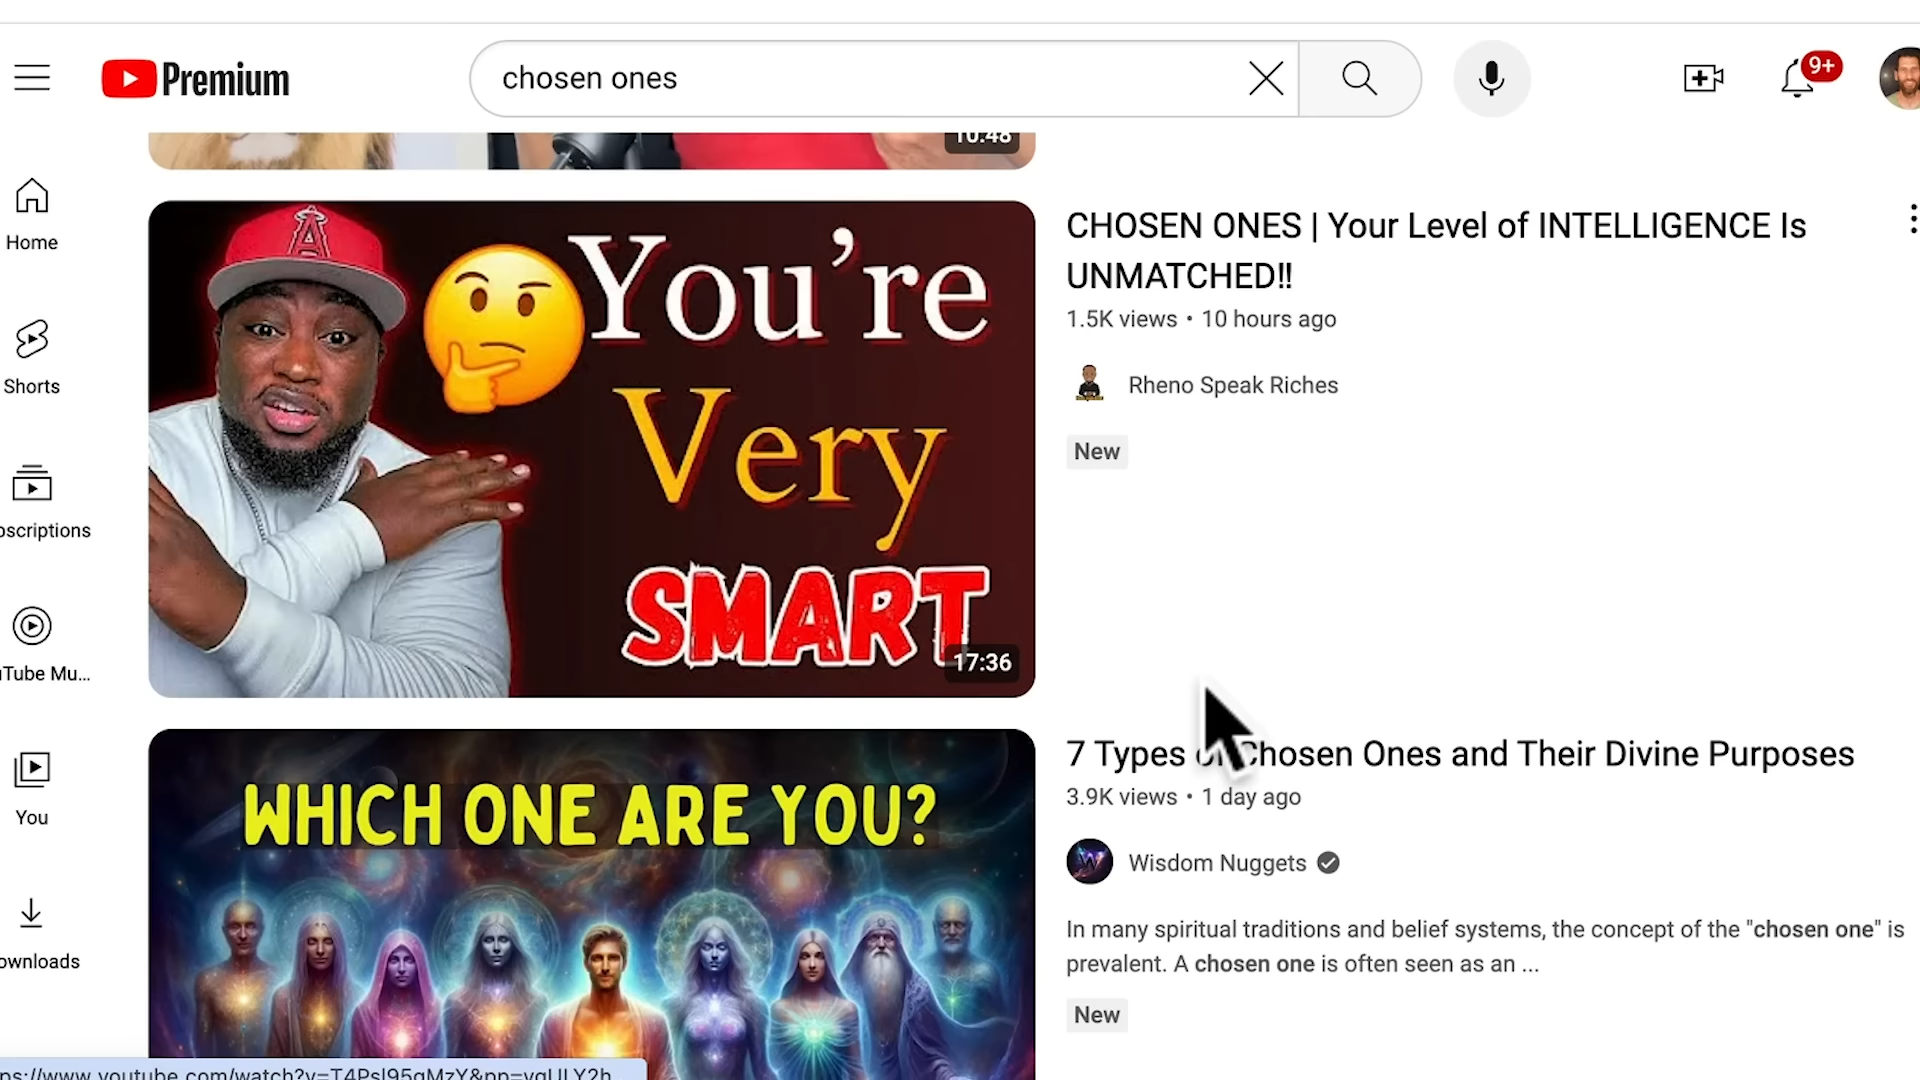 Premium
chosen ones
9+
10:48
Home
Shorts
bscriptions
Tube Mu...
You
ownloads
You're
Very
SMART
17:36
CHOSEN ONES | Your Level of INTELLIGENCE Is
UNMATCHED!!
1.5K views • 10 hours ago
Rheno Speak Riches
New
WHICH ONE ARE YOU?
7 Types Chosen Ones and Their Divine Purposes
3.9K views • 1 day ago
Wisdom Nuggets
In many spiritual traditions and belief systems, the concept of the "chosen one" is
prevalent. A chosen one is often seen as an ...
New